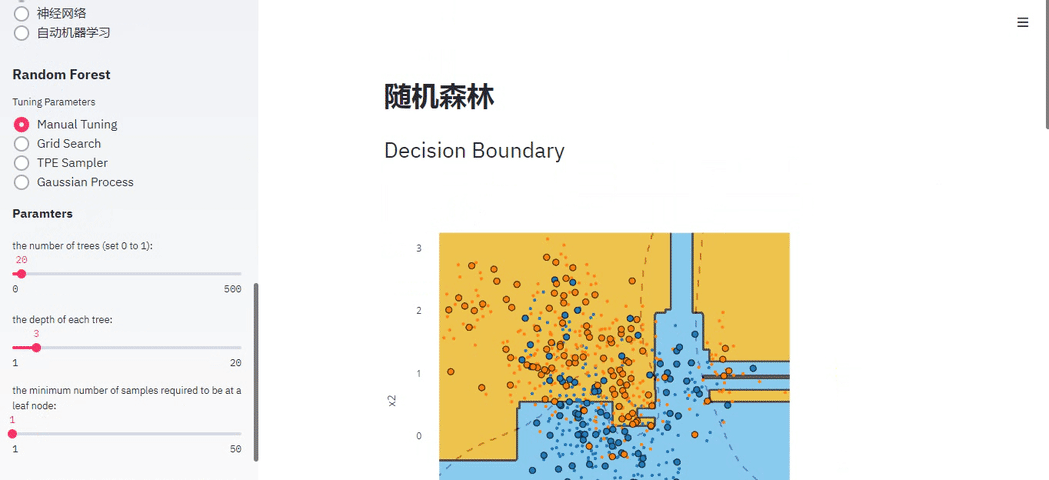 神经网络
自动机器学习
Random Forest
Tuning Parameters
Manual Tuning
Grid Search
TPE Sampler
Gaussian Process
Paramters
the number of trees (set 0 to 1):
20
0 500
the depth of each tree:
3
1 20
the minimum number of samples required to be at a
leaf node:
1
1 50
随机森林
Decision Boundary
3
2
1
0
x2